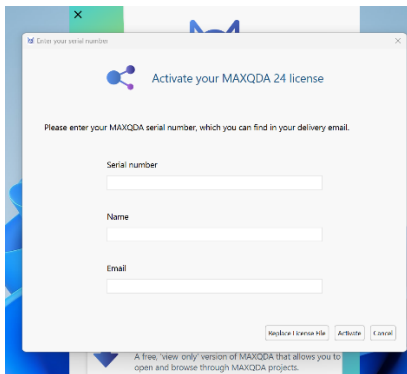 Enter your serial number
Activate your MAXQDA 24 license
Please enter your MAXQDA serial number, which you can find in your delivery email.
Serial number
Name
Email
Replace License File Activate Cancel
A free, 'view only' version of MAXQDA that allows you to
open and browse through MAXQDA projects.